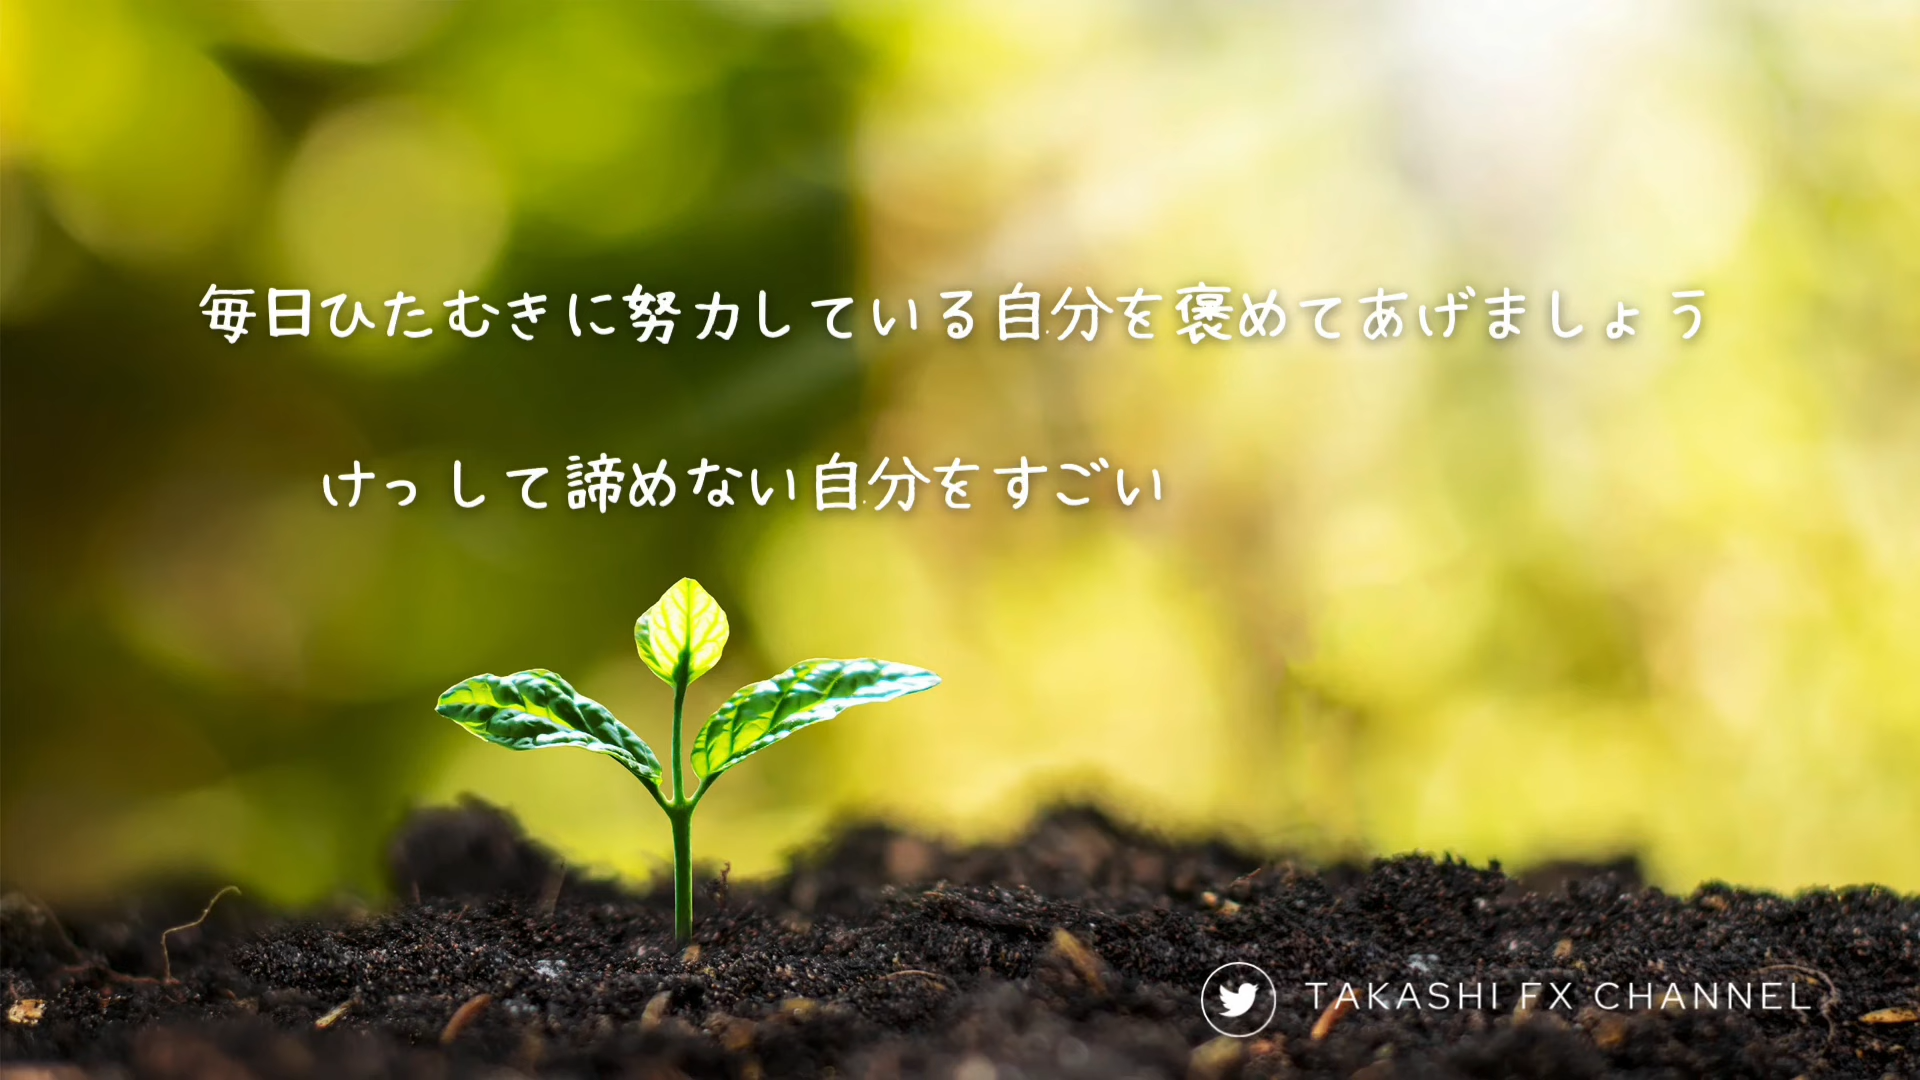 毎日ひたむきに努力している自分を褒めてあげましょう
けっして諦めない自分をすごい
TAKASHI FX CHANNEL